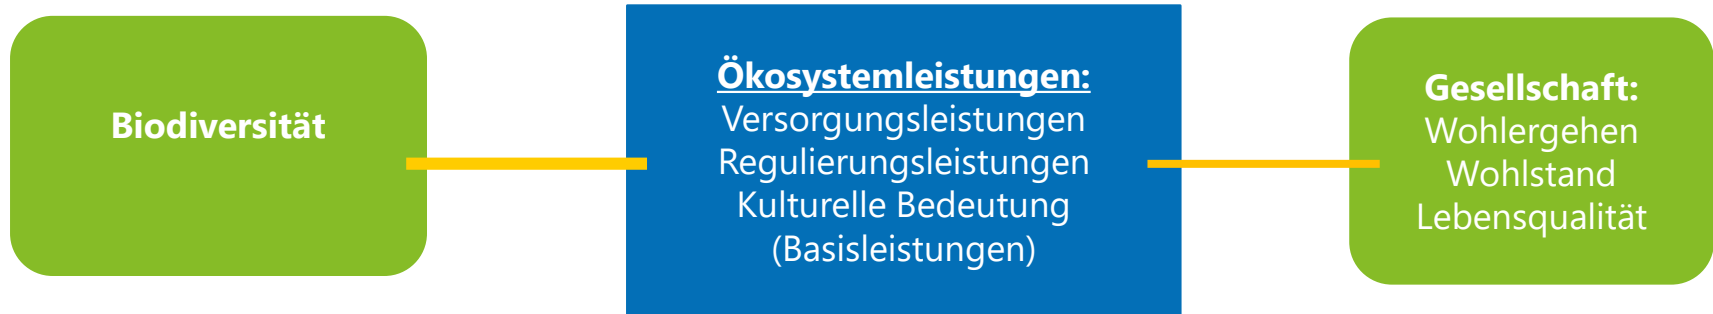 Biodiversität
Ökosystemleistungen:
Versorgungsleistungen
Regulierungsleistungen
Kulturelle Bedeutung
(Basisleistungen)
Gesellschaft:
Wohlergehen
Wohlstand
Lebensqualität